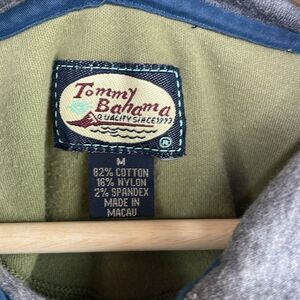 Tommy
Bahama
QUALITY SINCE 1993
®
M
82% COTTON
16% NYLON
2% SPANDEX
MADE IN
MACAU